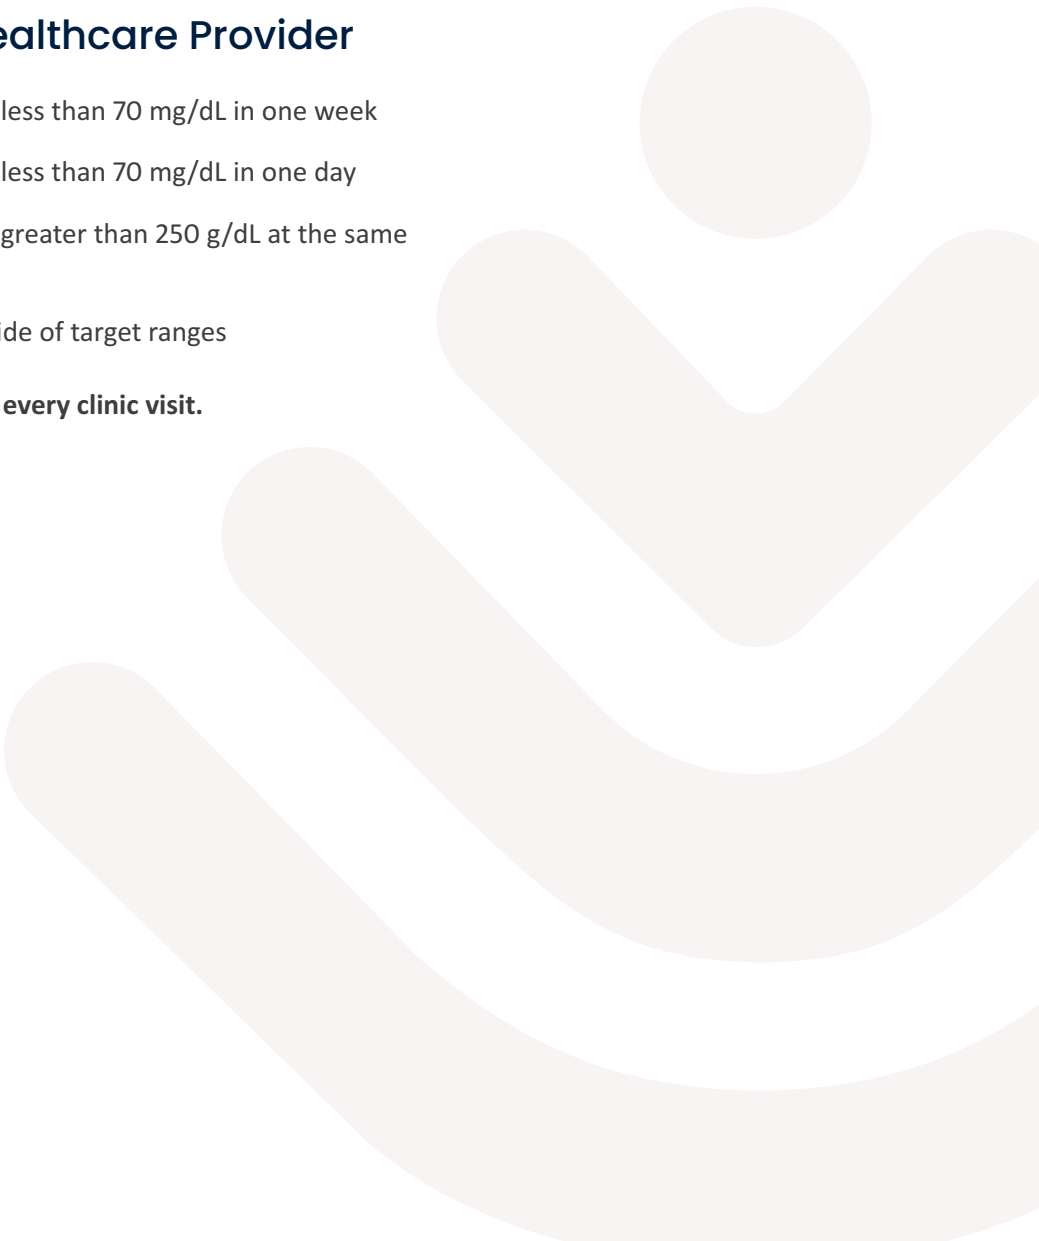 ealthcare Provider
less than 70 mg/dL in one week
less than 70 mg/dL in one day
greater than 250 g/dL at the same
ide of target ranges
every clinic visit.